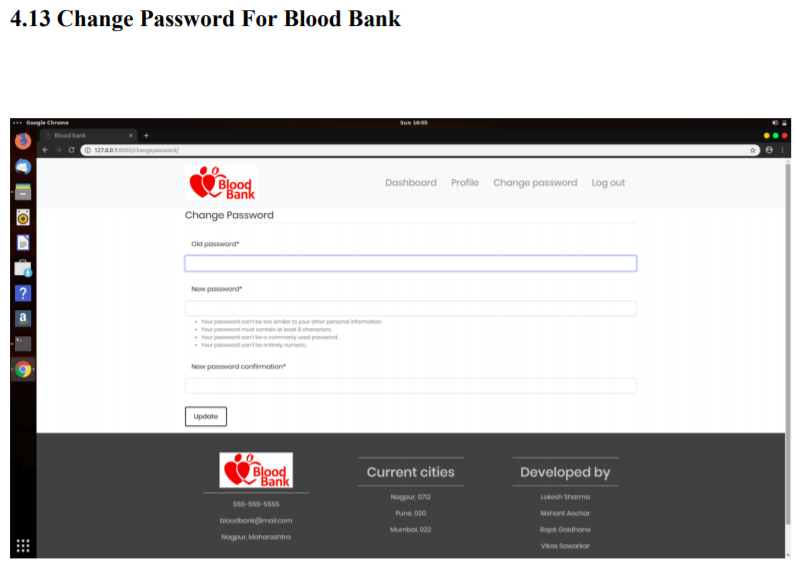 4.13 Change Password For Blood Bank
Google Chrome
Sun 16:05
Blood bank
127.0.0.1:8000/changepassword/
Blood
Bank
Dashboard Profile Change password Log out
Change Password
Old password*
New password*
Your password can't be too similar to your other personal information.
Your password must contain at least 8 characters.
Your password can't be a commonly used password.
Your password can't be entirely numeric.
New password confirmation*
Update
Blood
Bank
555-555-5555
bloodbank@mail.com
Nagpur, Maharashtra
Current cities
Nagpur, 0712
Pune, 020
Mumbai, 022
Developed by
Lokesh Sharma
Nishant Aochar
Rajat Galdhane
Vikas Sawarkar